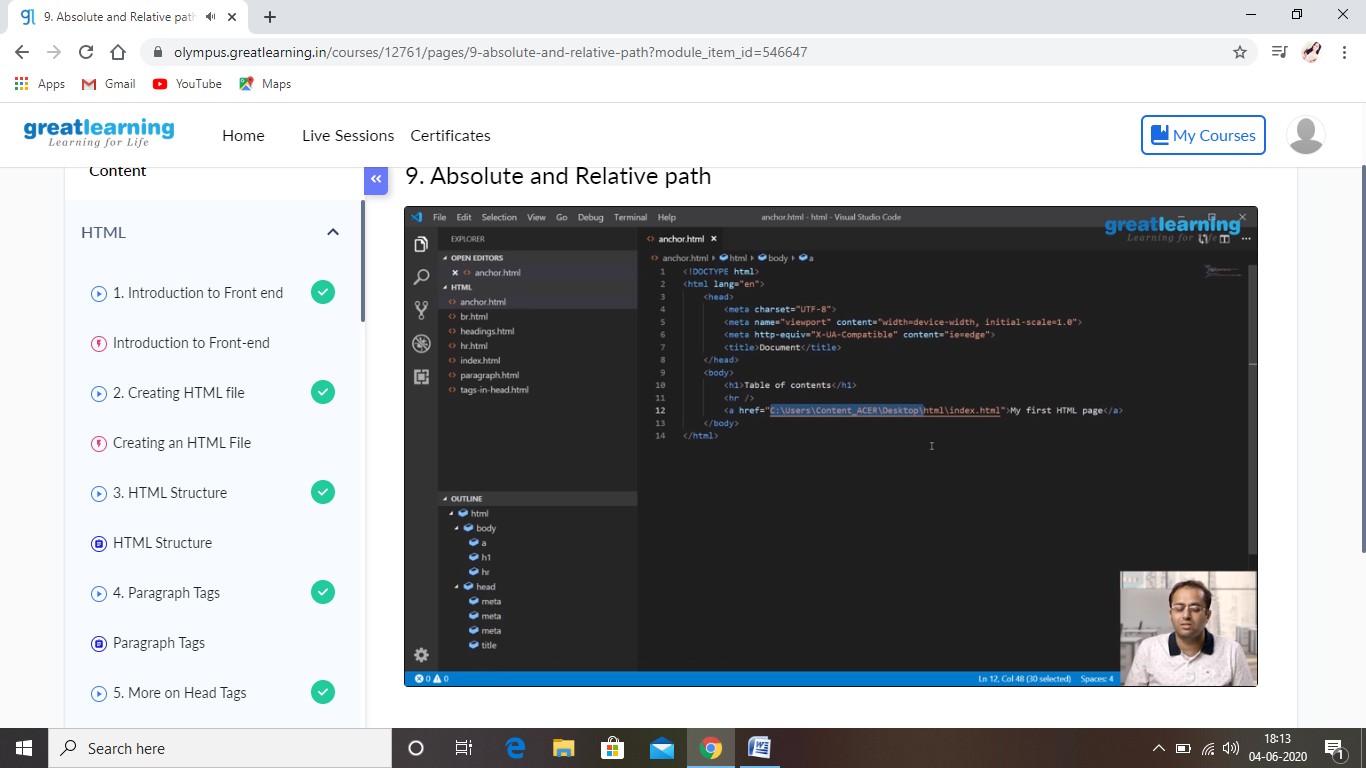 9. Absolute and Relative path
olympus.greatlearning.in/courses/12761/pages/9-absolute-and-relative-path?module_item_id=546647
Apps Gmail YouTube Maps
greatlearning
Learning for Life
Home Live Sessions Certificates
My Courses
Content
HTML
1. Introduction to Front end
Introduction to Front-end
2. Creating HTML file
Creating an HTML File
3. HTML Structure
HTML Structure
4. Paragraph Tags
Paragraph Tags
5. More on Head Tags
9. Absolute and Relative path
File Edit Selection View Go Debug Terminal Help anchor.html - html - Visual Studio Code
greatlearning
Learning for Life
EXPLORER
OPEN EDITORS
anchor.html
HTML
anchor.html
br.html
headings.html
hr.html
index.html
paragraph.html
tags-in-head.html
OUTLINE
html
body
a
h1
hr
head
meta
meta
meta
title
anchor.html
anchor.html html body a
1 <!DOCTYPE html>
2 <html lang="en">
3 <head>
4 <meta charset="UTF-8">
5 <meta name="viewport" content="width=device-width, initial-scale=1.0">
6 <meta http-equiv="X-UA-Compatible" content="ie=edge">
7 <title>Document</title>
8 </head>
9 <body>
10 <h1>Table of contents</h1>
11 <hr />
12 <a href="C:\Users\Content_ACER\Desktop\html\index.html">My first HTML page</a>
13 </body>
14 </html>
0 0 Ln 12, Col 48 (30 selected) Spaces: 4
Search here
18:13
04-06-2020
1